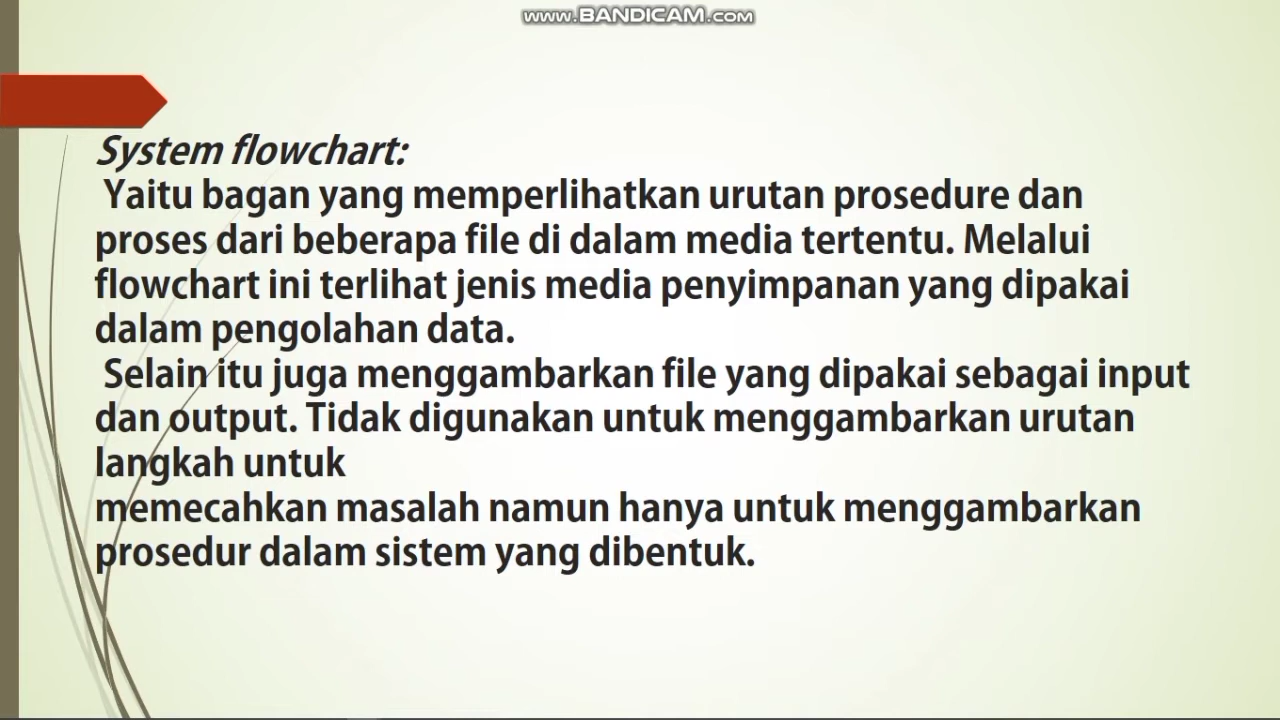 www.BANDICAM.com
System flowchart:
Yaitu bagan yang memperlihatkan urutan prosedure dan
proses dari beberapa file di dalam media tertentu. Melalui
flowchart ini terlihat jenis media penyimpanan yang dipakai
dalam pengolahan data.
Selain itu juga menggambarkan file yang dipakai sebagai input
dan output. Tidak digunakan untuk menggambarkan urutan
langkah untuk
memecahkan masalah namun hanya untuk menggambarkan
prosedur dalam sistem yang dibentuk.